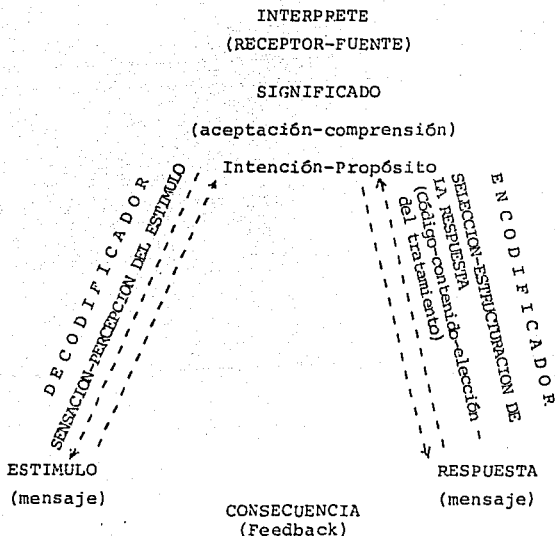 INTERPRETE
(RECEPTOR-FUENTE)
SIGNIFICADO
(aceptación-comprensión)
Intención-Propósito
DECODIFICADOR
SENSACION-PERCEPCION DEL ESTIMULO
ENCODIFICADOR
SELECCION-ESTRUCTURACION DE
LA RESPUESTA
(código-contenido-elección -
del tratamiento)
ESTIMULO
(mensaje)
RESPUESTA
(mensaje)
CONSECUENCIA
(Feedback)